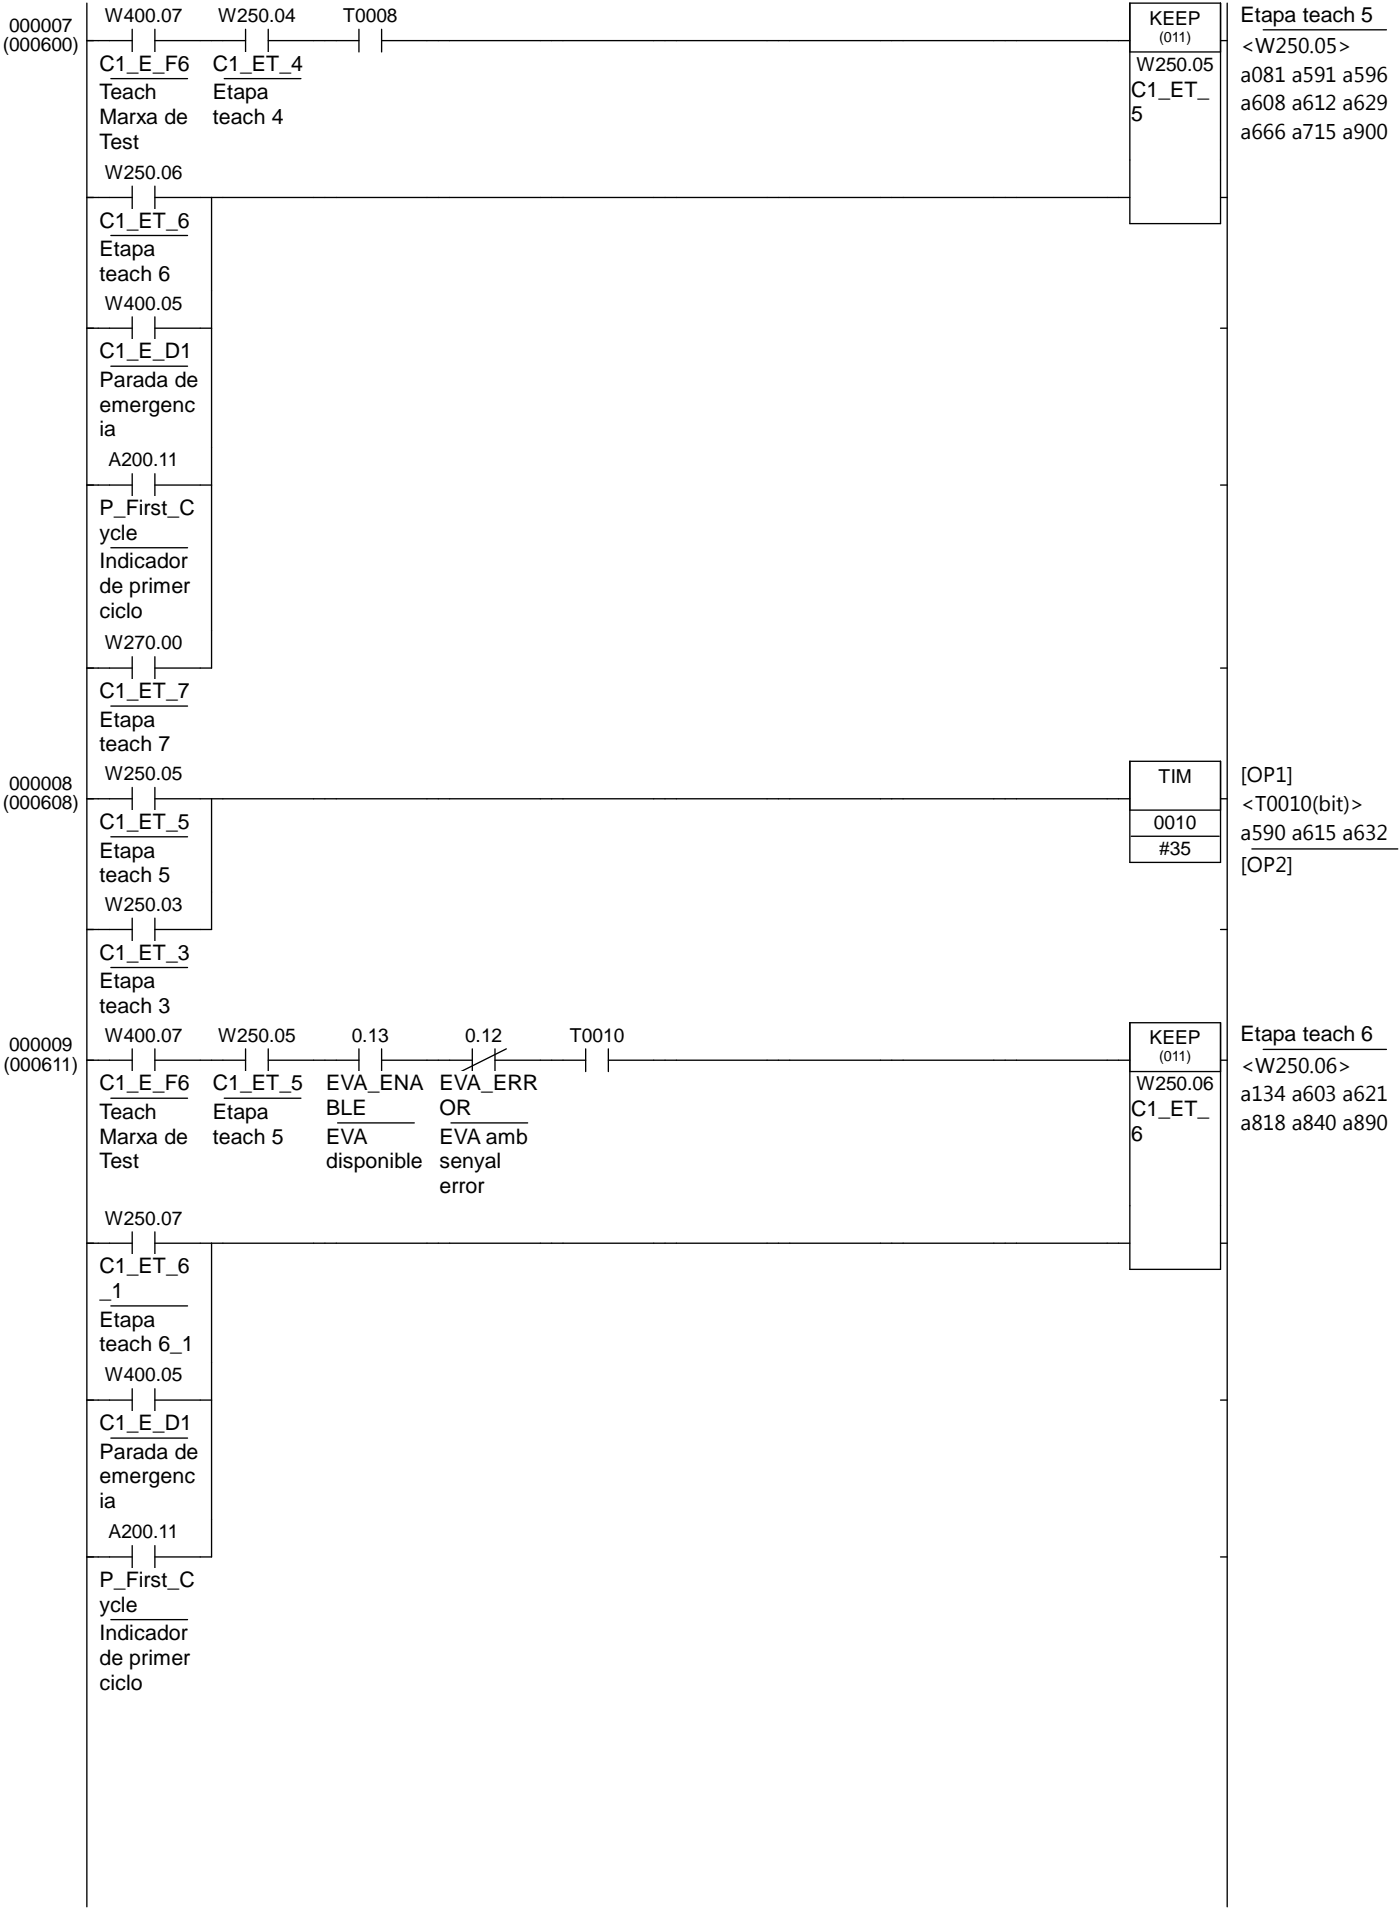 000007
(000600)
W400.07 W250.04 T0008
C1_E_F6 C1_ET_4
Teach Etapa
Marxa de teach 4
Test
KEEP
(011)
W250.05
C1_ET_
5
Etapa teach 5
<W250.05>
a081 a591 a596
a608 a612 a629
a666 a715 a900
W250.06
C1_ET_6
Etapa
teach 6
W400.05
C1_E_D1
Parada de
emergenc
ia
A200.11
P_First_C
ycle
Indicador
de primer
ciclo
W270.00
C1_ET_7
Etapa
teach 7
000008
(000608)
W250.05
C1_ET_5
Etapa
teach 5
TIM
0010
#35
[OP1]
<T0010(bit)>
a590 a615 a632
[OP2]
W250.03
C1_ET_3
Etapa
teach 3
000009
(000611)
W400.07 W250.05 0.13 0.12 T0010
C1_E_F6 C1_ET_5 EVA_ENA EVA_ERR
Teach Etapa BLE OR
Marxa de teach 5 EVA EVA amb
Test disponible senyal
error
KEEP
(011)
W250.06
C1_ET_
6
Etapa teach 6
<W250.06>
a134 a603 a621
a818 a840 a890
W250.07
C1_ET_6
_1
Etapa
teach 6_1
W400.05
C1_E_D1
Parada de
emergenc
ia
A200.11
P_First_C
ycle
Indicador
de primer
ciclo